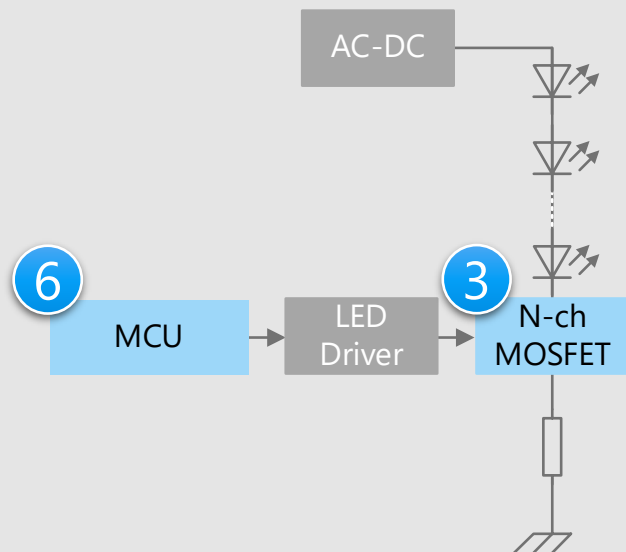 AC-DC
6
MCU
LED
Driver
3
N-ch
MOSFET